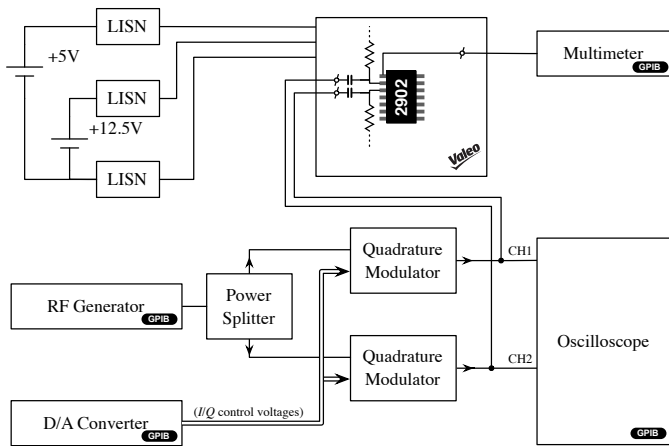 LISN
+5V
Multimeter
GPIB
LISN
2902
+12.5V
LISN
Valeo
Quadrature
Modulator
CH1
RF Generator
GPIB
Power
Splitter
Oscilloscope
Quadrature
Modulator
CH2
D/A Converter
GPIB
(I/Q control voltages)
GPIB